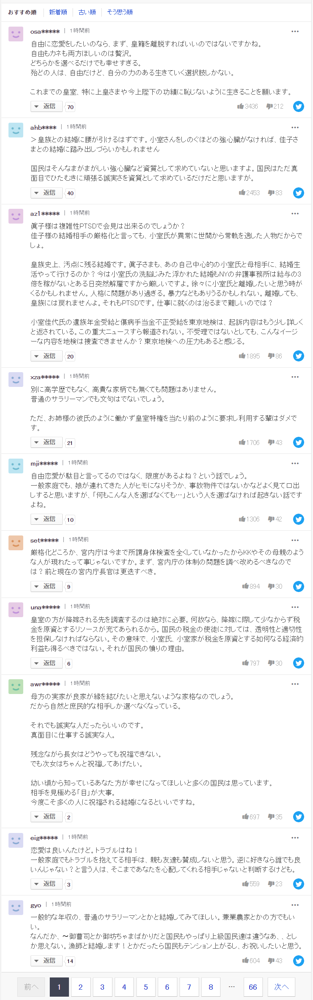 おすすめ順 新着順 古い順 そう思う順
osa***** 1時間前
自由に恋愛をしたいのなら、まず、皇籍を離脱すればいいのではないですかね。
自由もカネも両方ほしいのは贅沢。
どちらかを選べるだけでも幸せすぎる。
殆どの人は、自由だけど、自分の力のある生きていく選択肢しかない。
これまでの皇室、特に上皇さまや今上陛下の功績に恥じないように生きることを願います。
返信 70 3436 212
ahb**** 1時間前
＞皇族との結婚に腰が引けるはずです。小室さんをしのぐほどの強心臓がなければ、佳子さ
まとの結婚に踏み出しづらいかもしれません
国民はそんなまがまがしい強心臓など資質として求めていないと思いますよ。国民はただ真
面目でひたむきに頑張る誠実さを資質として求めているだけだと思いますが。
返信 40 2453 83
az1***** 1時間前
眞子様は複雑性PTSDで会見は出来るのでしょうか？
佳子様の結婚相手の厳格化と言っても、小室氏が異常に世間から常軌を逸した人物だからで
しょ。
皇族史上、汚点に残る結婚です。眞子さまも、あの自己中心的の小室氏と母相手に、結婚生
活やって行けるのか？今は小室氏の洗脳じみた浮かれた結婚もNYの弁護事務所は給与の3
倍を稼がないとある日突然解雇ですから厳しいですよ。徐々に小室氏と離婚したいと思う時が
くるかもしれません。人格に問題があり過ぎる。暴力などもありうるかもしれない。離婚しても、
皇族には戻れませんよ。それもPTSDです。仕事に就くのは治るまで難しいのでは？
小室佳代氏の遺族年金受給と傷病手当金不正受給を東京地検は、起訴内容はもう少し詳しく
と返されている。この重大ニュースすら報道されない。不受理ではないとしても、こんなイージ
ーな内容を地検は捜査できませんか？東京地検への圧力もあると感じる。
返信 20 1895 86
xza***** 1時間前
別に高学歴でもなく、高貴な家柄でも無くても問題はありません。
普通のサラリーマンでも文句はでないでしょう。
ただ、お姉様の彼氏のように働かず皇室特権を当たり前のように要求し利用する輩はダメで
す。
返信 21 1706 43
mji***** 1時間前
自由恋愛が駄目と言ってるのではなく、限度があるよね？という話でしょう。
一般家庭でも、娘が連れてきた人がヒモになりそうか、事故物件ではないかなどよく見て口出
しすると思いますが、「何もこんな人を選ばなくても…」という人を選ばなければ起きない話です
よね。
返信 10 1306 42
set***** 1時間前
厳格化どころか、宮内庁は今まで所謂身体検査を全くしていなかったからKKやその母親のよう
な人が現れたって事じゃないですか。まず、宮内庁の体制の問題を調べ改めるべきなので
は？前と現在の宮内庁長官は更迭すべき。
返信 9 894 30
una***** 1時間前
皇室の方が降嫁される先を調査するのは絶対に必要。何故なら、降嫁に際して少なからず税
金を原資とするリソースが充てあられるから。国民の税金の使徒に対しては、透明性と適切性
を担保しなければならない。その意味で、小室氏、小室家が税金を原資とする如何なる経済的
利益も得るべきではない。それが国民の憤りの理由。
返信 6 797 30
awr***** 1時間前
母方の実家が良家が縁を結びたいと思えないような家格なのでしょう。
だから自然と庶民的な相手しか選べなくなっている。
それでも誠実な人だったらいいのです。
真面目に仕事する誠実な人。
残念ながら長女はどうやっても祝福できない。
でも次女はちゃんと祝福してあげたい。
幼い頃から知っているあなた方が幸せになってほしいと多くの国民は思っています。
相手を見極める「目」が大事。
今度こそ多くの人に祝福される結婚になるといいですね。
返信 2 697 35
eig***** 1時間前
恋愛は良いんたけど。トラブルはね！
一般家庭でもトラブルを抱えてる相手は、親も友達も賛成しないと思う。逆に好きなら誰でも良
いんじゃない？と言う人は、そこまであなたを心配してくれる相手じゃないと判断するけども。
返信 3 559 23
gyo 1時間前
一般的な年収の、普通のサラリーマンとかと結婚してみてほしい。兼業農家とかの方でもい
い。
なんだか、〜御曹司とか御坊ちゃまばかりだと国民もやっぱり上級国民達は違うなあ、、とし
か思えない。漁師と結婚します！とかだったら国民もテンション上がるし、お祝いしたいと思う。
返信 14 604 43
前へ 1 2 3 4 5 6 7 8 … 66 次へ